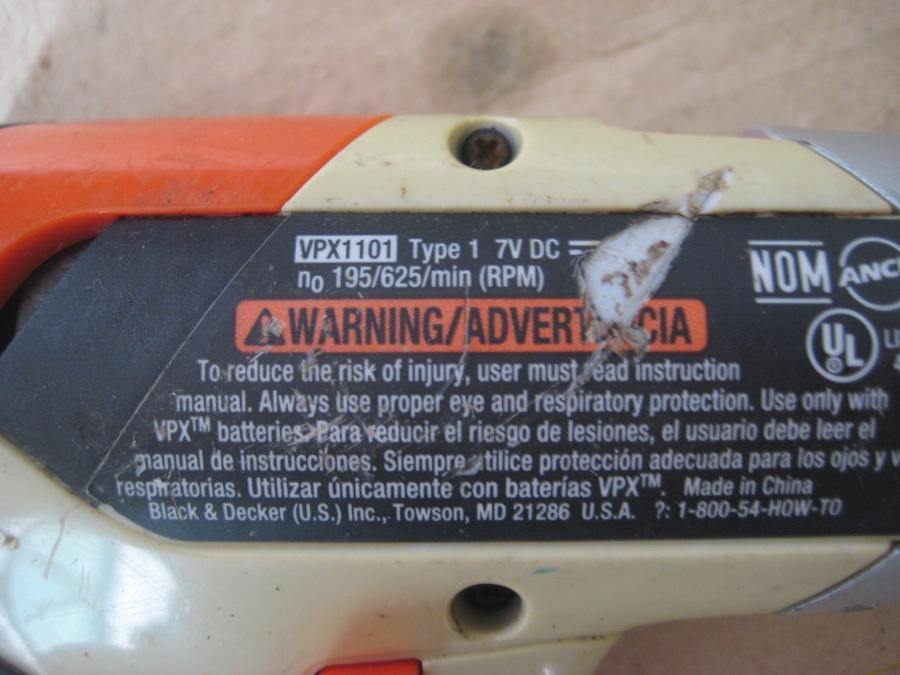 VPX1101 Type 1 7V DC
no 195/625/min (RPM)
NOM ANCE
WARNING/ADVERT CIA
UL
To reduce the risk of injury, user must read instruction
manual. Always use proper eye and respiratory protection. Use only with
VPX™ batteries. Para reducir el riesgo de lesiones, el usuario debe leer el
manual de instrucciones. Siempre utilice protección adecuada para los ojos y v
respiratorias. Utilizar únicamente con baterías VPX™. Made in China
Black & Decker (U.S.) Inc., Towson, MD 21286 U.S.A. ?: 1-800-54-HOW-TO